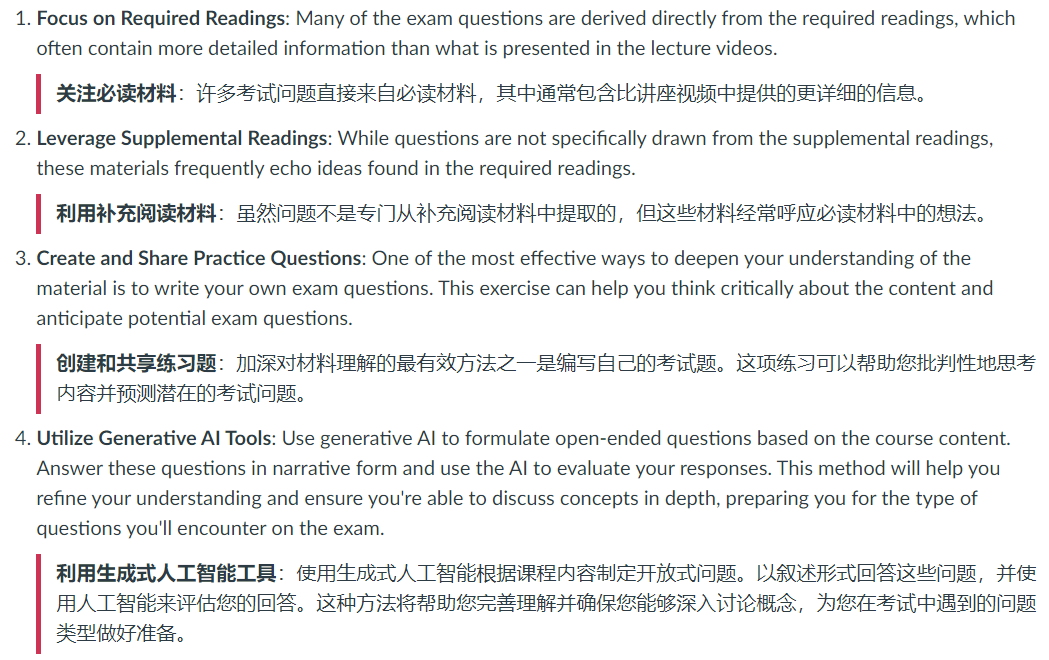 1. Focus on Required Readings: Many of the exam questions are derived directly from the required readings, which
often contain more detailed information than what is presented in the lecture videos.
关注必读材料：许多考试问题直接来自必读材料，其中通常包含比讲座视频中提供的更详细的信息。
2. Leverage Supplemental Readings: While questions are not specifically drawn from the supplemental readings,
these materials frequently echo ideas found in the required readings.
利用补充阅读材料：虽然问题不是专门从补充阅读材料中提取的，但这些材料经常呼应必读材料中的想法。
3. Create and Share Practice Questions: One of the most effective ways to deepen your understanding of the
material is to write your own exam questions. This exercise can help you think critically about the content and
anticipate potential exam questions.
创建和共享练习题：加深对材料理解的最有效方法之一是编写自己的考试题。这项练习可以帮助您批判性地思考
内容并预测潜在的考试问题。
4. Utilize Generative AI Tools: Use generative AI to formulate open-ended questions based on the course content.
Answer these questions in narrative form and use the AI to evaluate your responses. This method will help you
refine your understanding and ensure you're able to discuss concepts in depth, preparing you for the type of
questions you'll encounter on the exam.
利用生成式人工智能工具：使用生成式人工智能根据课程内容制定开放式问题。以叙述形式回答这些问题，并使
用人工智能来评估您的回答。这种方法将帮助您完善理解并确保您能够深入讨论概念，为您在考试中遇到的问题
类型做好准备。